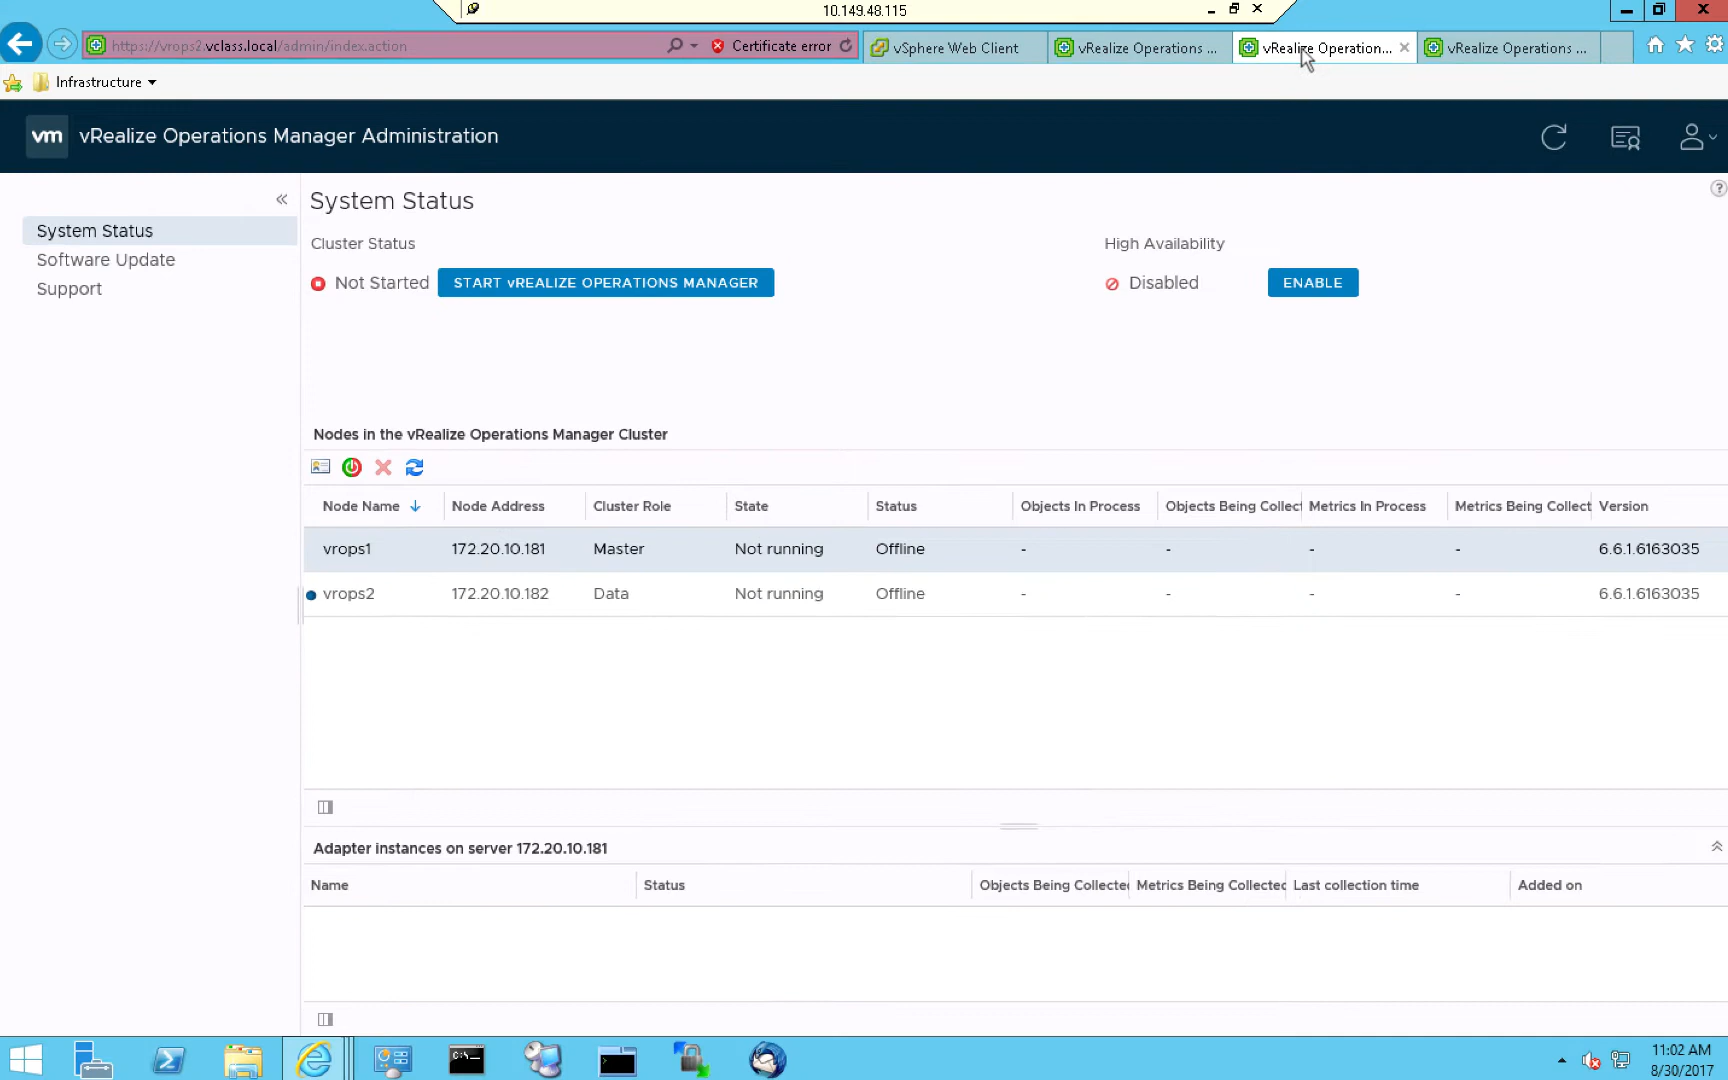 10.149.48.115
https://vrops2.vclass.local/admin/index.action
Certificate error
vSphere Web Client
vRealize Operations ...
vRealize Operation...
vRealize Operations ...
Infrastructure
vm vRealize Operations Manager Administration
System Status
Software Update
Support
System Status
Cluster Status
High Availability
Not Started
START vREALIZE OPERATIONS MANAGER
Disabled
ENABLE
Nodes in the vRealize Operations Manager Cluster
Node Name Node Address Cluster Role State Status Objects In Process Objects Being Collect Metrics In Process Metrics Being Collect Version
vrops1 172.20.10.181 Master Not running Offline - - - - 6.6.1.6163035
vrops2 172.20.10.182 Data Not running Offline - - - - 6.6.1.6163035
Adapter instances on server 172.20.10.181
Name Status Objects Being Collected Metrics Being Collected Last collection time Added on
11:02 AM
8/30/2017